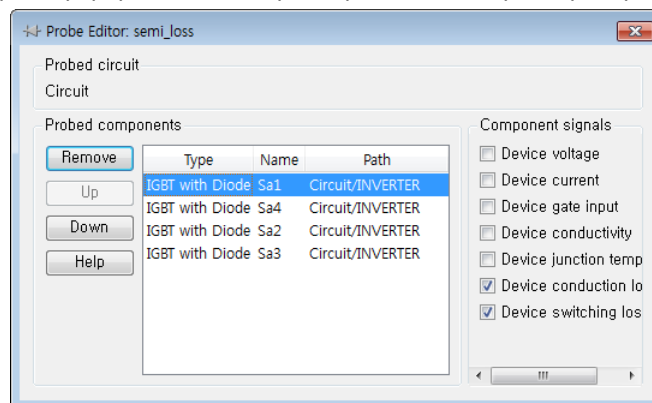 Probe Editor: semi_loss
Probed circuit
Circuit
Probed components
Remove
Up
Down
Help
Type Name Path
IGBT with Diode Sa1 Circuit/INVERTER
IGBT with Diode Sa4 Circuit/INVERTER
IGBT with Diode Sa2 Circuit/INVERTER
IGBT with Diode Sa3 Circuit/INVERTER
Component signals
Device voltage
Device current
Device gate input
Device conductivity
Device junction temp
Device conduction lo
Device switching los